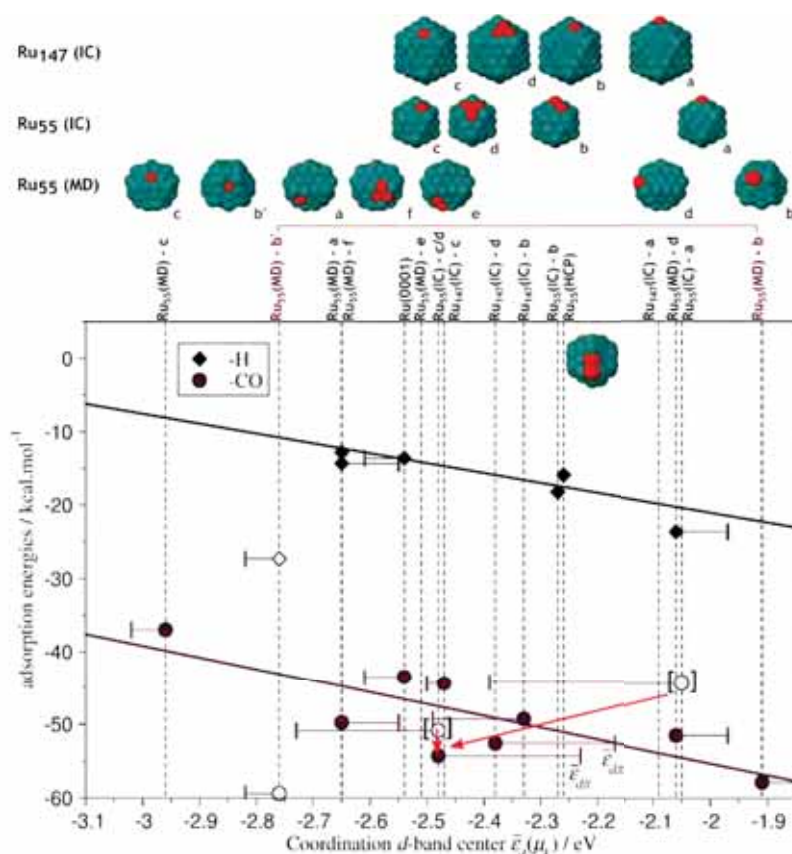 Ru147 (IC)
c
d
b
a
Ru55 (IC)
c
d
b
a
Ru55 (MD)
c
b'
a
f
e
d
b
Ru55(MD) - c
Ru55(MD) - b'
Ru55(MD) - a
Ru55(MD) - f
Ru(0001)
Ru55(MD) - e
Ru55(IC) - c/d
Ru147(IC) - c
Ru147(IC) - d
Ru147(IC) - b
Ru55(IC) - b
Ru55(HCP)
Ru147(IC) - a
Ru55(MD) - d
Ru55(IC) - a
Ru55(MD) - b
-H
-CO
adsorption energies / kcal.mol⁻¹
0
-10
-20
-30
-40
-50
-60
[ ]
[ ]
ε̄dπ
ε̄dπ
-3.1 -3 -2.9 -2.8 -2.7 -2.6 -2.5 -2.4 -2.3 -2.2 -2.1 -2 -1.9
Coordination d-band center ε̄d(μi) / eV